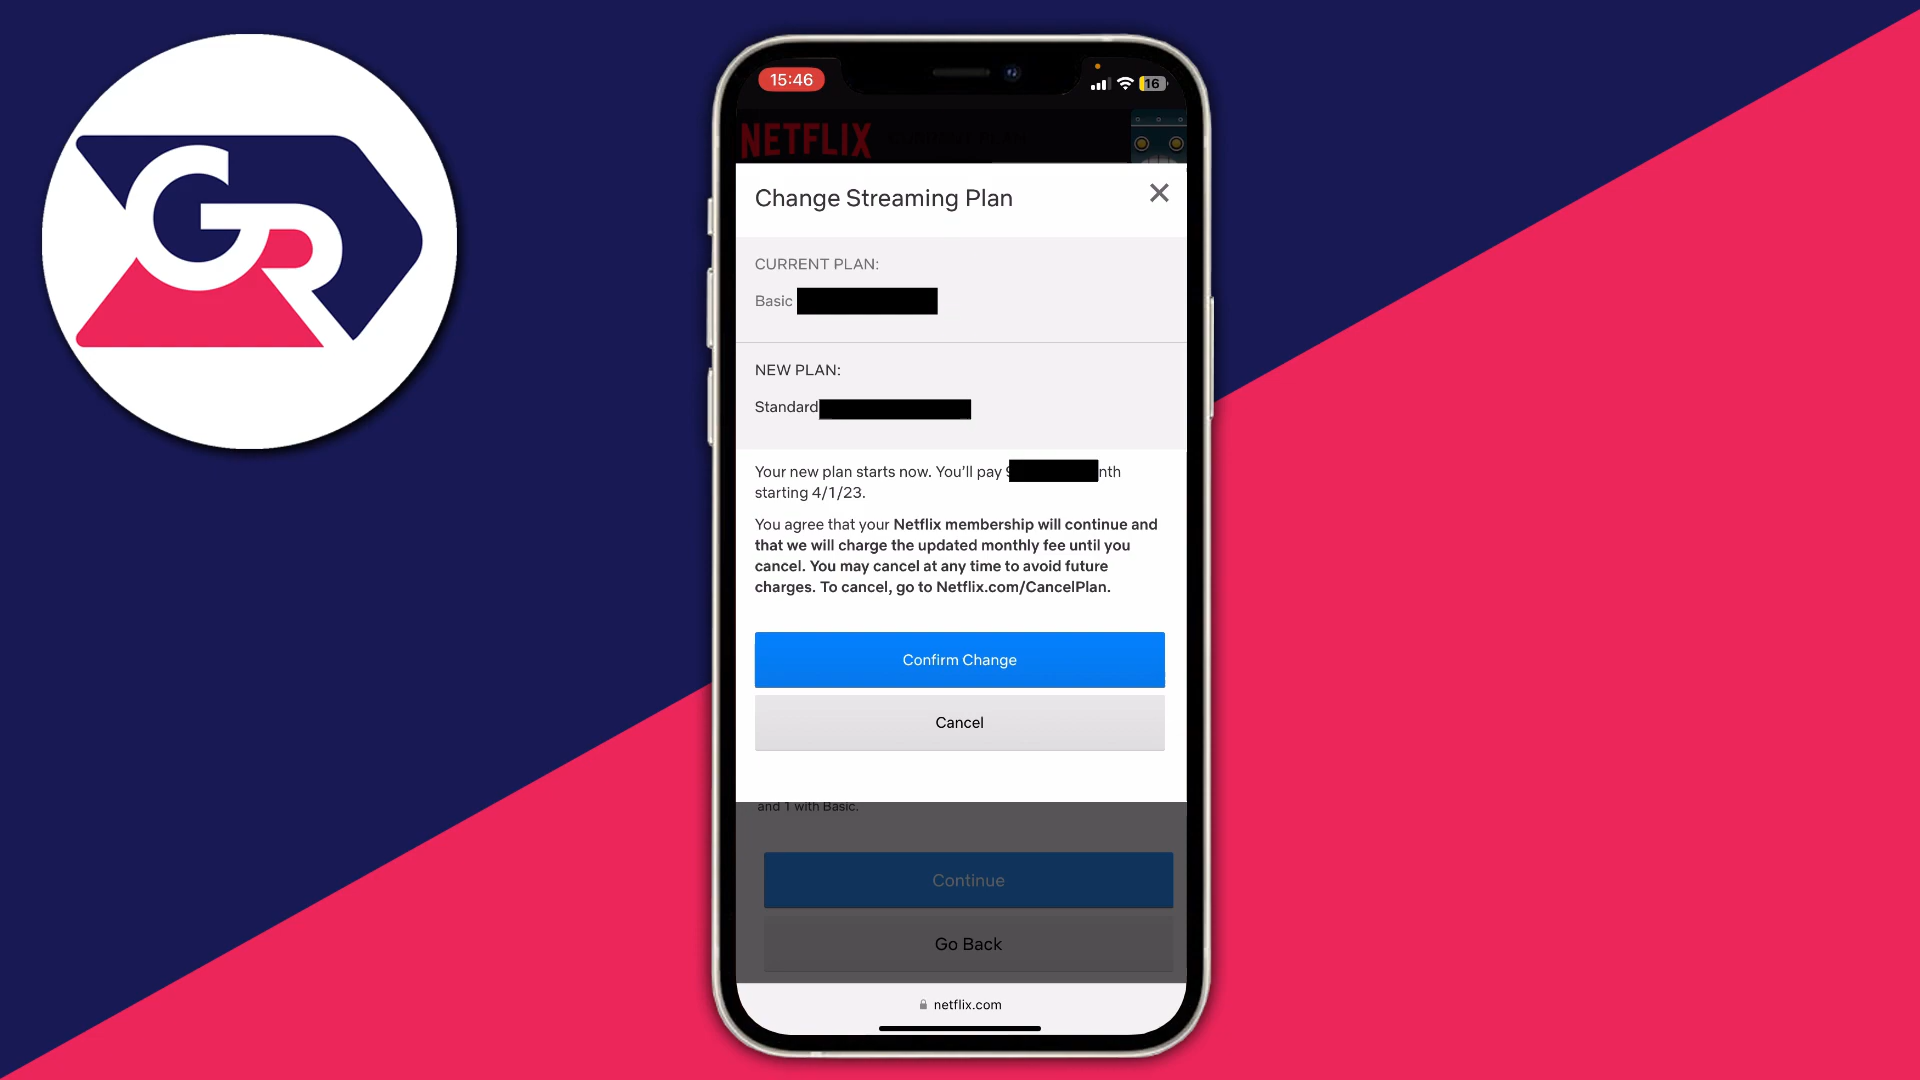 GR
15:46
16
NETFLIX
Change Streaming Plan
CURRENT PLAN:
Basic
NEW PLAN:
Standard
Your new plan starts now. You'll pay nth
starting 4/1/23.
You agree that your Netflix membership will continue and
that we will charge the updated monthly fee until you
cancel. You may cancel at any time to avoid future
charges. To cancel, go to Netflix.com/CancelPlan.
Confirm Change
Cancel
and 1 with Basic.
Continue
Go Back
netflix.com